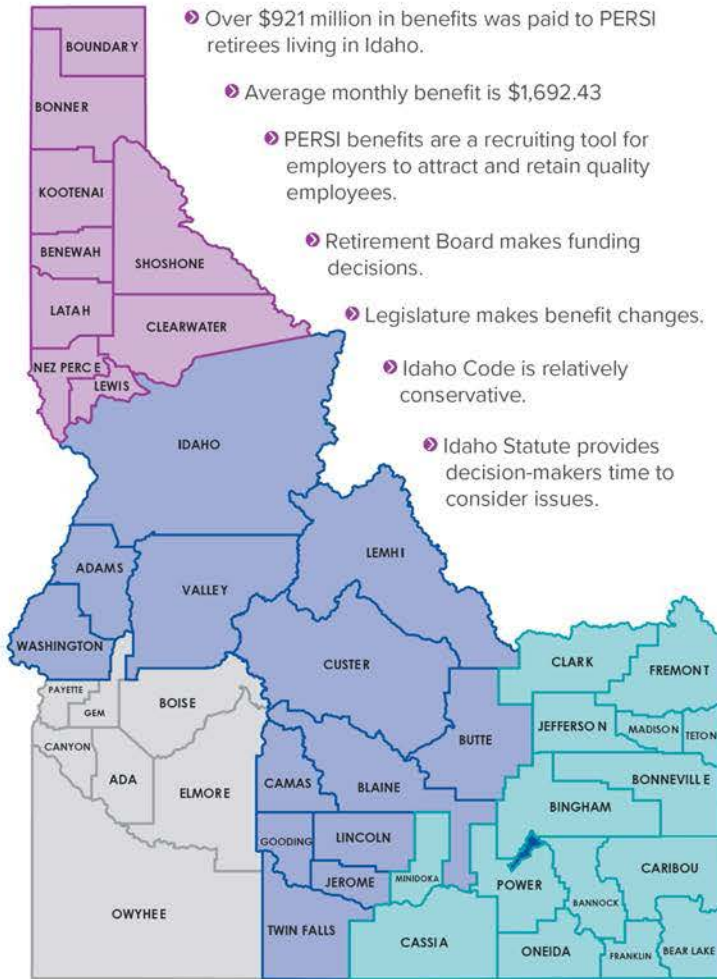 Over $921 million in benefits was paid to PERSI
retirees living in Idaho.
Average monthly benefit is $1,692.43
PERSI benefits are a recruiting tool for
employers to attract and retain quality
employees.
Retirement Board makes funding
decisions.
Legislature makes benefit changes.
Idaho Code is relatively
conservative.
Idaho Statute provides
decision-makers time to
consider issues.
BOUNDARY
BONNER
KOOTENAI
BENEWAH
SHOSHONE
LATAH
CLEARWATER
NEZ PERCE
LEWIS
IDAHO
LEMHI
ADAMS
VALLEY
WASHINGTON
CUSTER
CLARK
FREMONT
PAYETTE
BOISE
GEM
BUTTE
JEFFERSON
MADISON
TETON
CANYON
ADA
ELMORE
CAMAS
BLAINE
BONNEVILLE
BINGHAM
GOODING
LINCOLN
JEROME
MINIDOKA
POWER
CARIBOU
BANNOCK
OWYHEE
TWIN FALLS
CASSIA
ONEIDA
FRANKLIN
BEAR LAKE